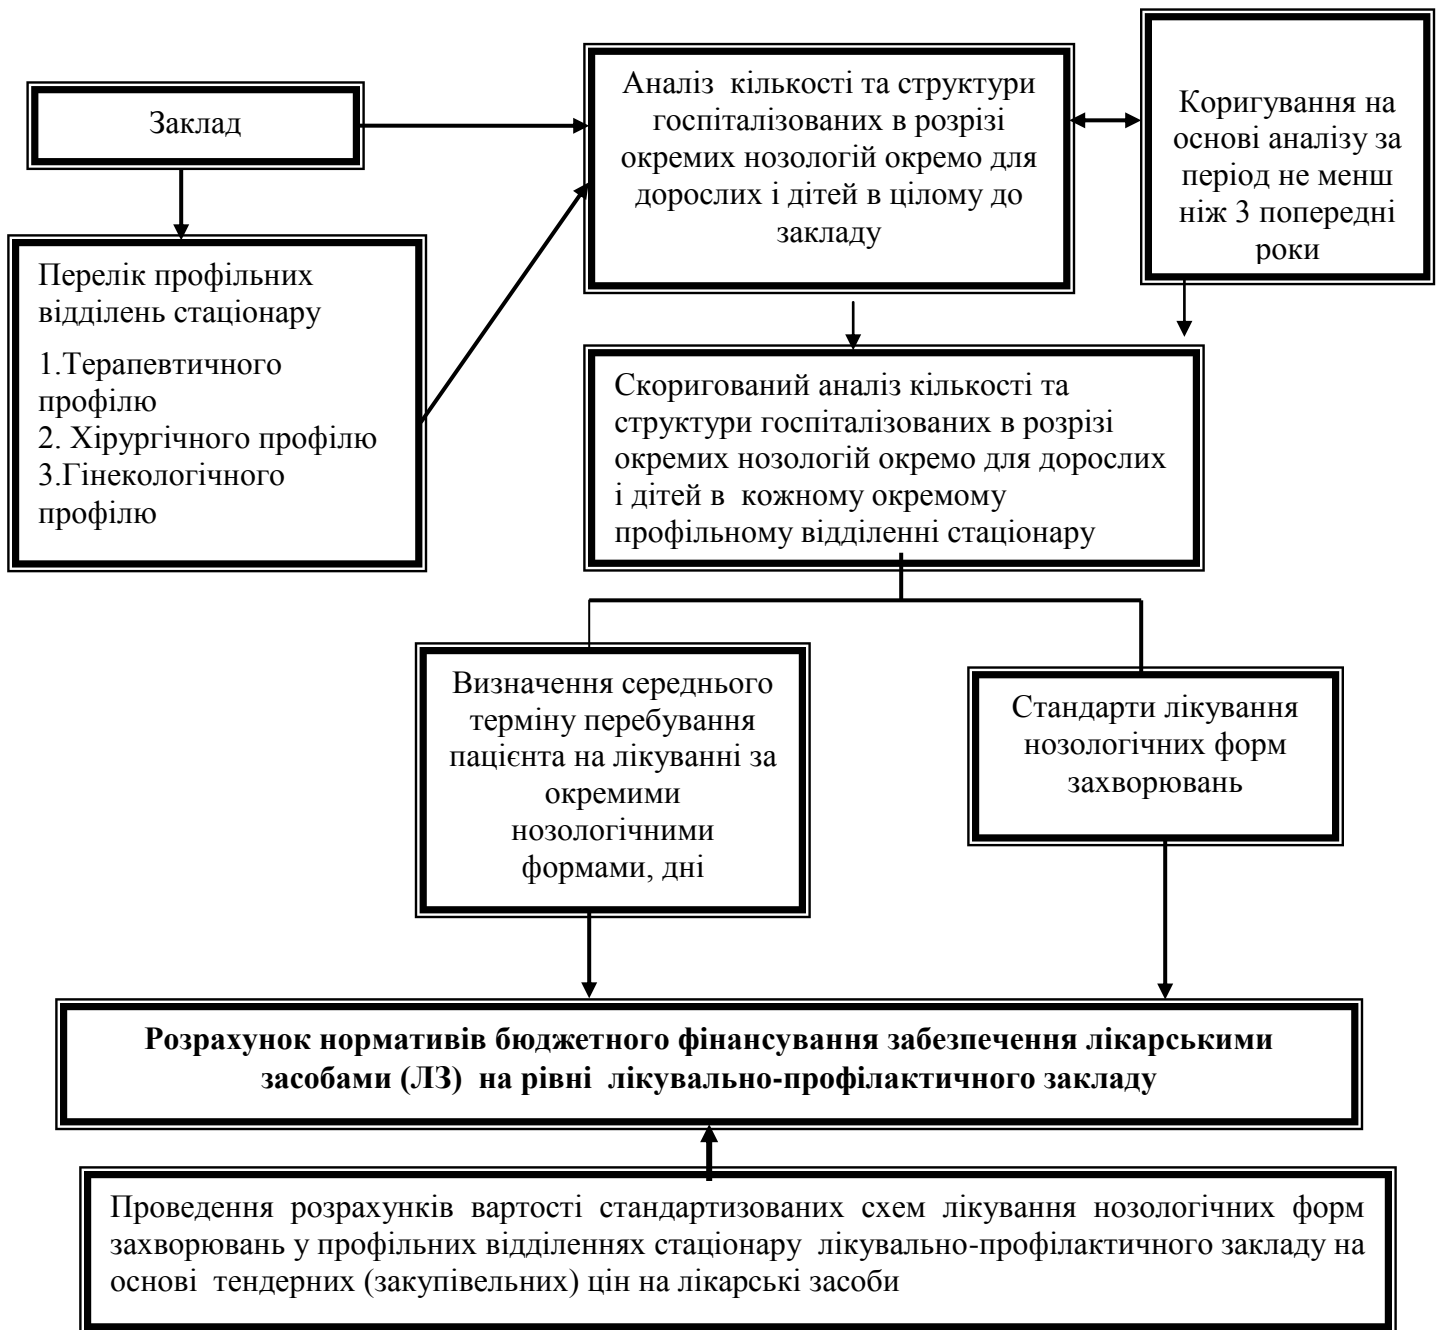 Заклад
Аналіз кількості та структури
госпіталізованих в розрізі
окремих нозологій окремо для
дорослих і дітей в цілому до
закладу
Коригування на
основі аналізу за
період не менш
ніж 3 попередні
роки
Перелік профільних
відділень стаціонару
1.Терапевтичного
профілю
2. Хірургічного профілю
3.Гінекологічного
профілю
Скоригований аналіз кількості та
структури госпіталізованих в розрізі
окремих нозологій окремо для дорослих
і дітей в кожному окремому
профільному відділенні стаціонару
Визначення середнього
терміну перебування
пацієнта на лікуванні за
окремими
нозологічними
формами, дні
Стандарти лікування
нозологічних форм
захворювань
Розрахунок нормативів бюджетного фінансування забезпечення лікарськими
засобами (ЛЗ) на рівні лікувально-профілактичного закладу
Проведення розрахунків вартості стандартизованих схем лікування нозологічних форм
захворювань у профільних відділеннях стаціонару лікувально-профілактичного закладу на
основі тендерних (закупівельних) цін на лікарські засоби